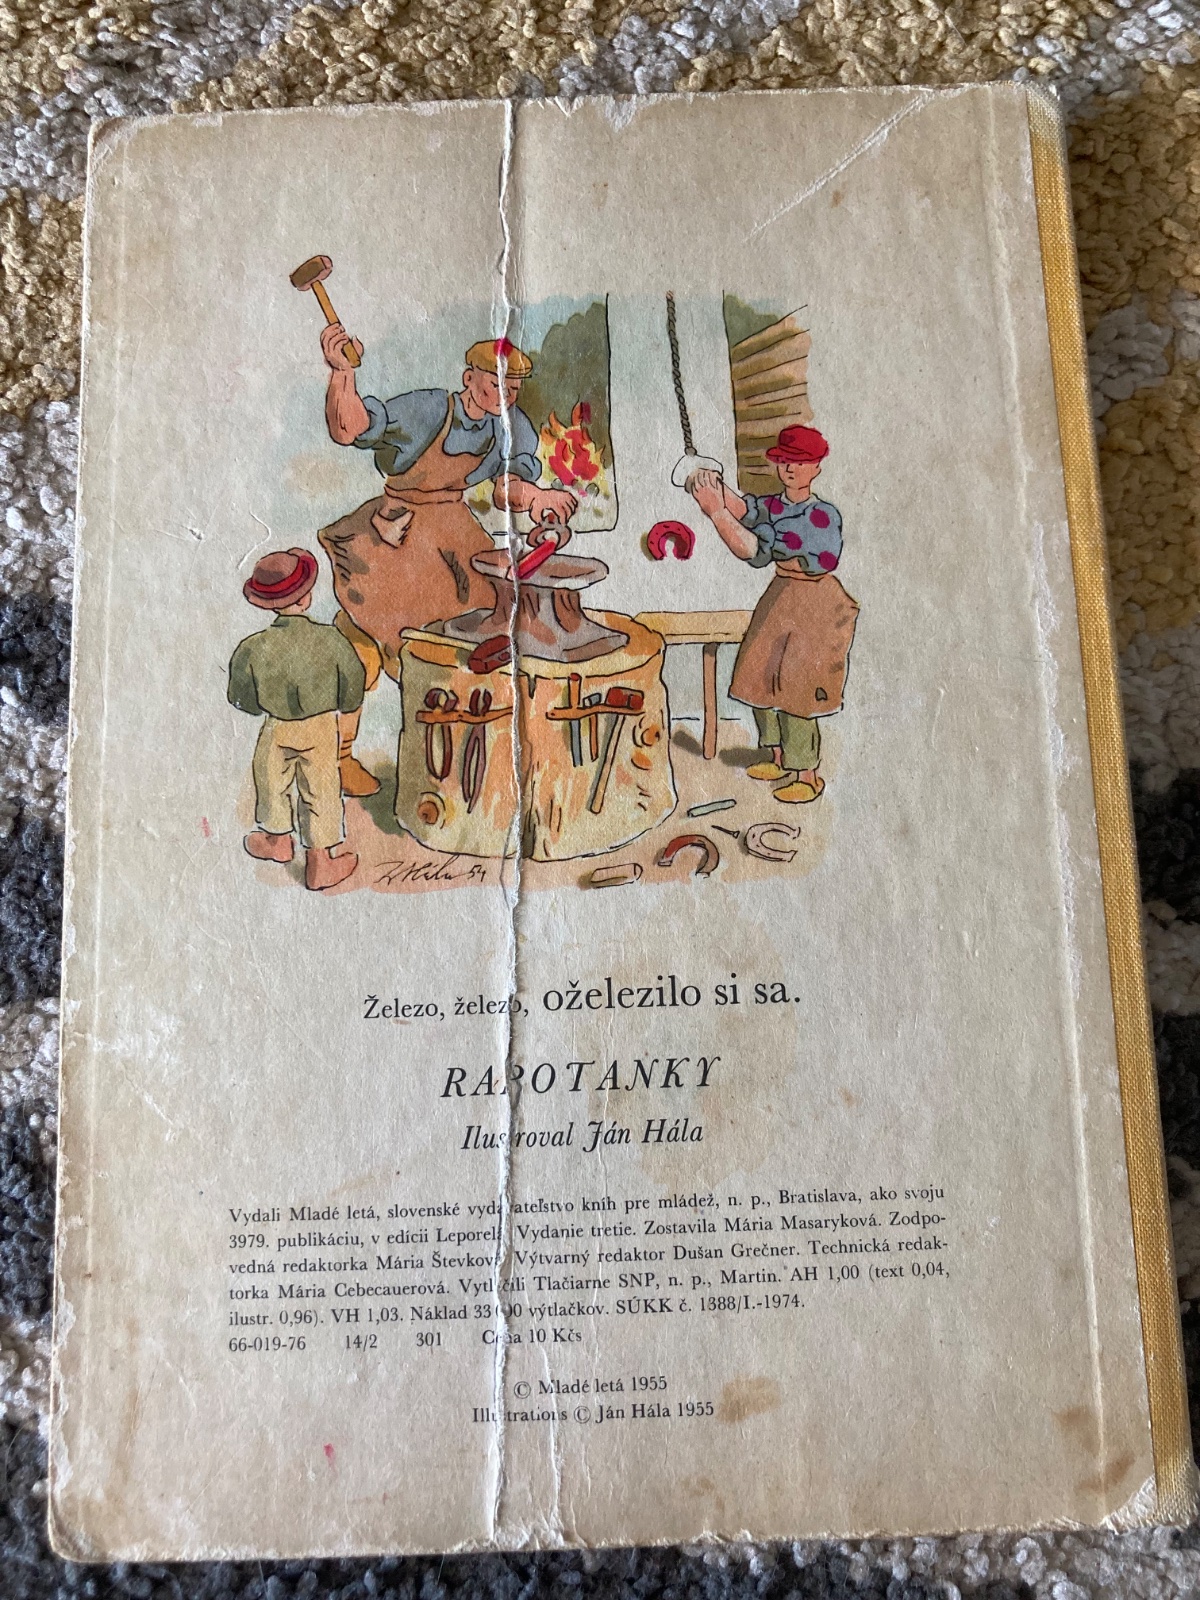 Hála 54
Železo, železo, oželezilo si sa.
RAPOTANKY
Ilustroval Ján Hála
Vydali Mladé letá, slovenské vydavateľstvo kníh pre mládež, n. p., Bratislava, ako svoju
3979. publikáciu, v edícii Leporelá. Vydanie tretie. Zostavila Mária Masaryková. Zodpo-
vedná redaktorka Mária Števková. Výtvarný redaktor Dušan Grečner. Technická redak-
torka Mária Cebecauerová. Vytlačili Tlačiarne SNP, n. p., Martin. AH 1,00 (text 0,04,
ilustr. 0,96). VH 1,03. Náklad výtlačkov. SÚKK č. 1388/I.-1974.
66-019-76 14/2 301 Cena 10 Kčs
© Mladé letá 1955
Illustrations © Ján Hála 1955